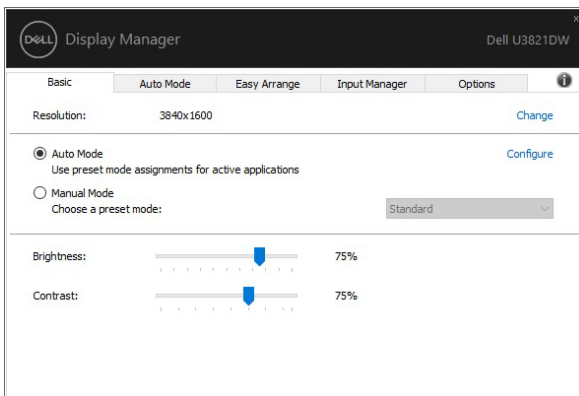 DELL Display Manager Dell U3821DW
Basic Auto Mode Easy Arrange Input Manager Options
Resolution: 3840x1600 Change
Auto Mode Configure
Use preset mode assignments for active applications
Manual Mode
Choose a preset mode: Standard
Brightness: 75%
Contrast: 75%